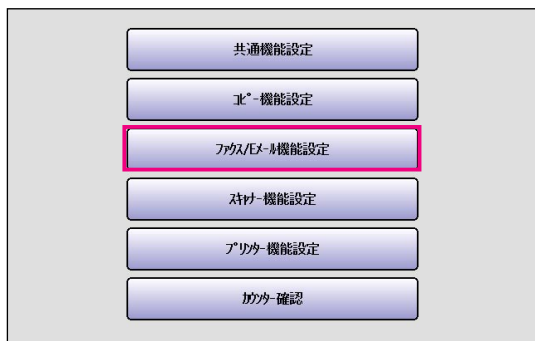 共通機能設定
ｺﾋﾟｰ機能設定
ﾌｧｸｽ/Eﾒｰﾙ機能設定
ｽｷｬﾅｰ機能設定
ﾌﾟﾘﾝﾀｰ機能設定
ｶｳﾝﾀｰ確認